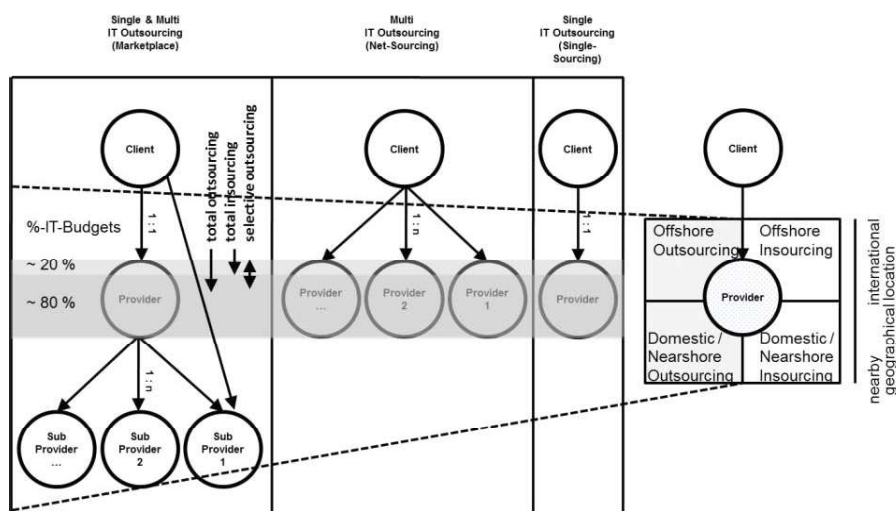 Single & Multi
IT Outsourcing
(Marketplace)
Multi
IT Outsourcing
(Net-Sourcing)
Single
IT Outsourcing
(Single-
Sourcing)
Client
Client
Client
Client
total outsourcing
total insourcing
selective outsourcing
1:1
1:n
1:1
%-IT-Budgets
~ 20 %
~ 80 %
Provider
Provider
...
Provider
2
Provider
1
Provider
Offshore
Outsourcing
Offshore
Insourcing
Provider
Domestic /
Nearshore
Outsourcing
Domestic /
Nearshore
Insourcing
international
nearby
geographical location
1:n
Sub
Provider
...
Sub
Provider
2
Sub
Provider
1